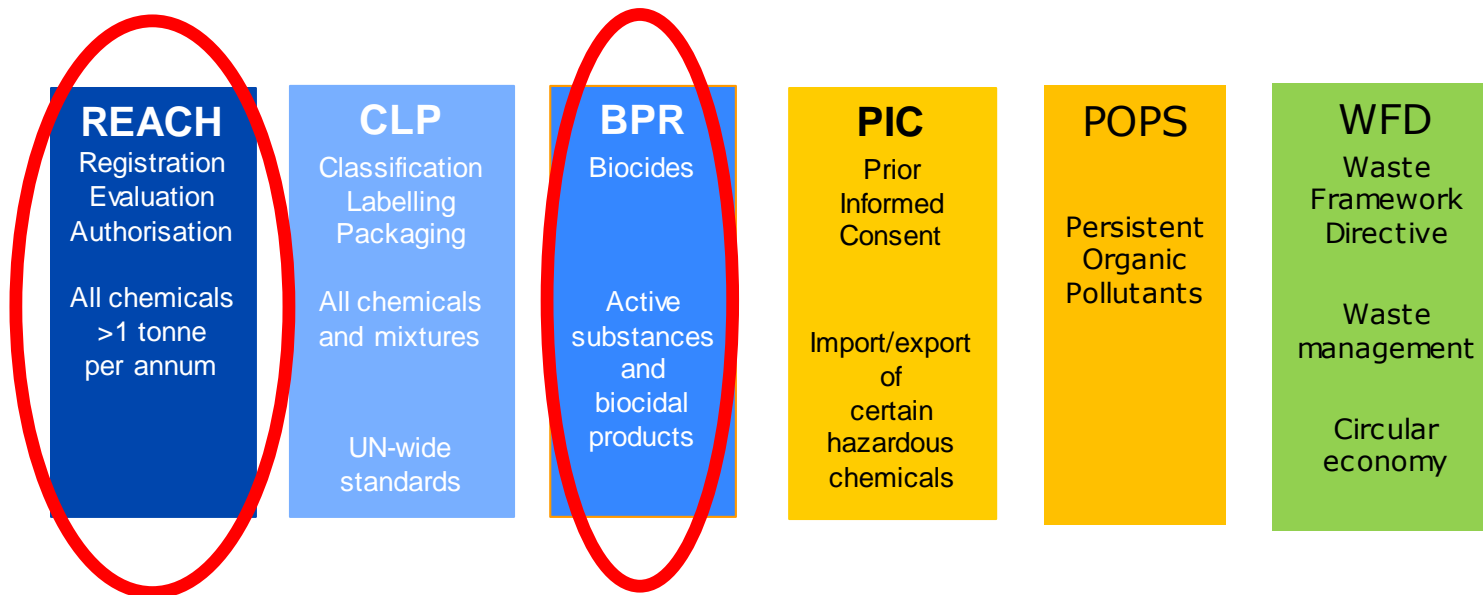 REACH
Registration
Evaluation
Authorisation
All chemicals
>1 tonne
per annum
CLP
Classification
Labelling
Packaging
All chemicals
and mixtures
UN-wide
standards
BPR
Biocides
Active
substances
and
biocidal
products
PIC
Prior
Informed
Consent
Import/export
of
certain
hazardous
chemicals
POPS
Persistent
Organic
Pollutants
WFD
Waste
Framework
Directive
Waste
management
Circular
economy